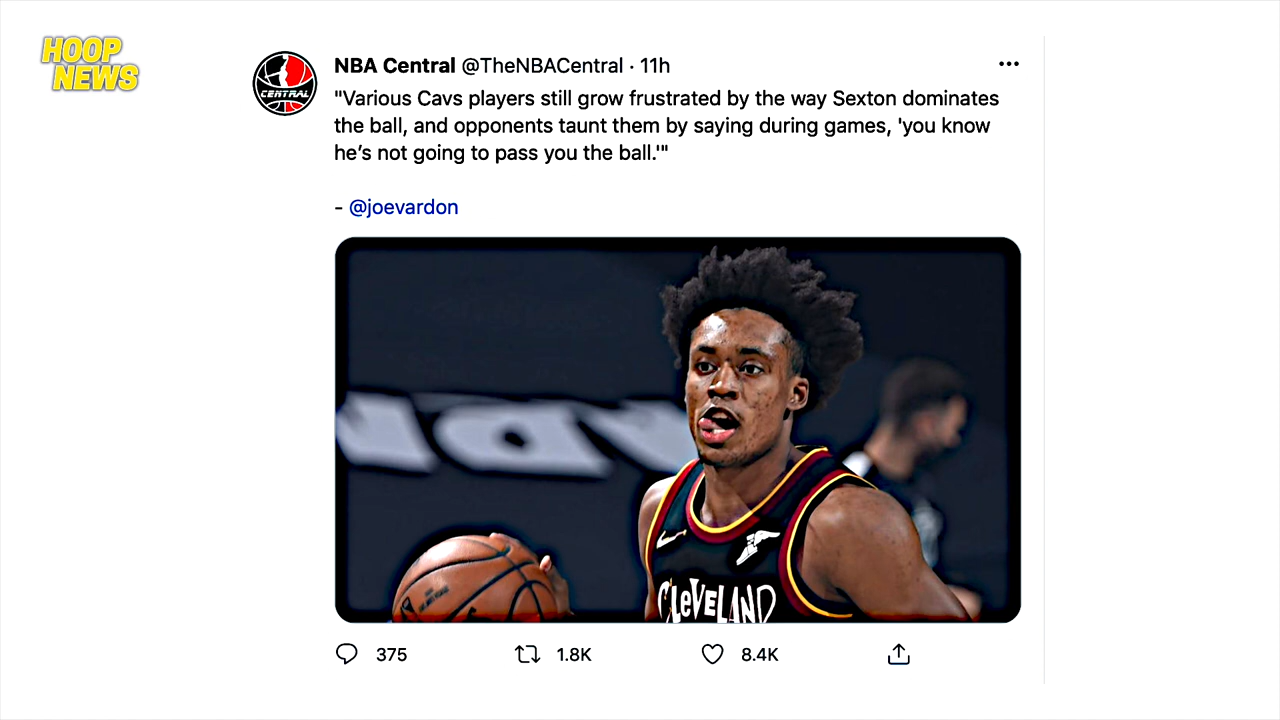 HOOP
NEWS
NBA Central @TheNBACentral · 11h
CENTRAL
"Various Cavs players still grow frustrated by the way Sexton dominates
the ball, and opponents taunt them by saying during games, 'you know
he’s not going to pass you the ball.'"
- @joevardon
CLEVELAND
375
1.8K
8.4K